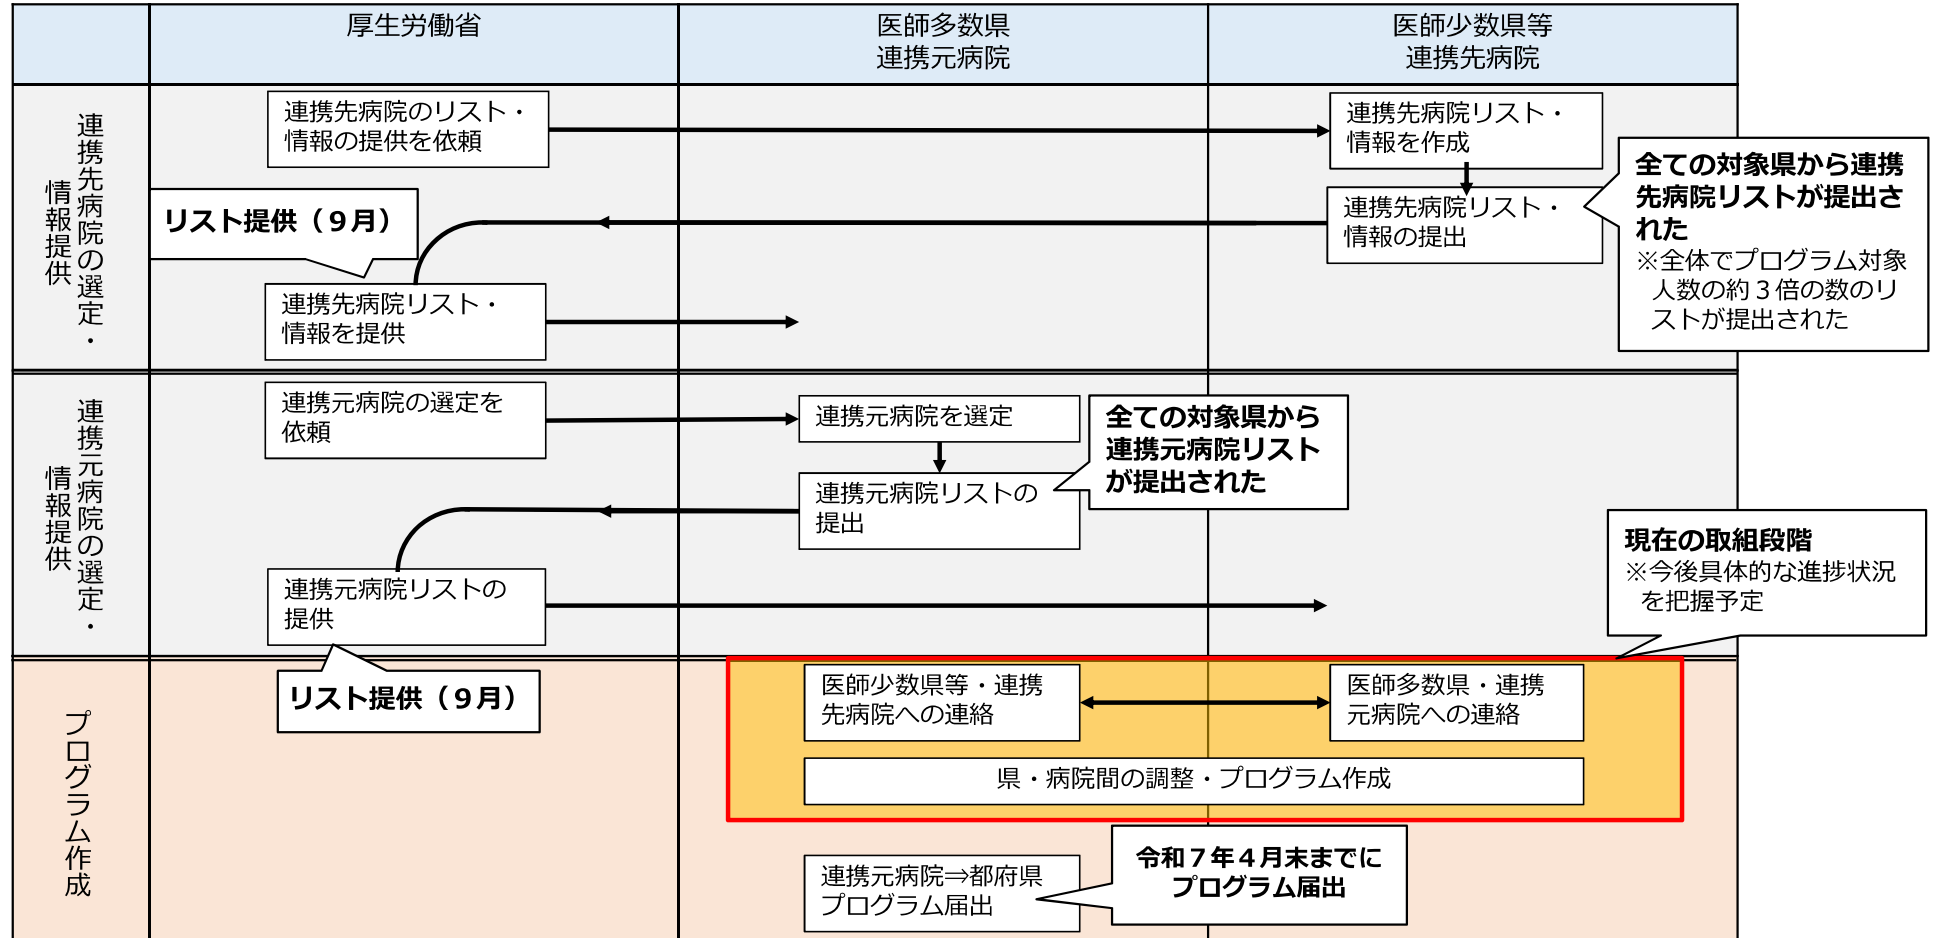 厚生労働省
医師多数県
連携元病院
医師少数県等
連携先病院
連携先病院の選定・
情報提供
連携先病院のリスト・
情報の提供を依頼
連携先病院リスト・
情報を作成
連携先病院リスト・
情報の提出
全ての対象県から連携
先病院リストが提出さ
れた
※全体でプログラム対象
人数の約３倍の数のリ
ストが提出された
リスト提供（９月）
連携先病院リスト・
情報を提供
連携元病院の選定・
情報提供
連携元病院の選定を
依頼
連携元病院を選定
連携元病院リストの
提出
全ての対象県から
連携元病院リスト
が提出された
連携元病院リストの
提供
リスト提供（９月）
現在の取組段階
※今後具体的な進捗状況
を把握予定
プログラム作成
医師少数県等・連携
先病院への連絡
医師多数県・連携
元病院への連絡
県・病院間の調整・プログラム作成
連携元病院⇒都府県
プログラム届出
令和７年４月末までに
プログラム届出